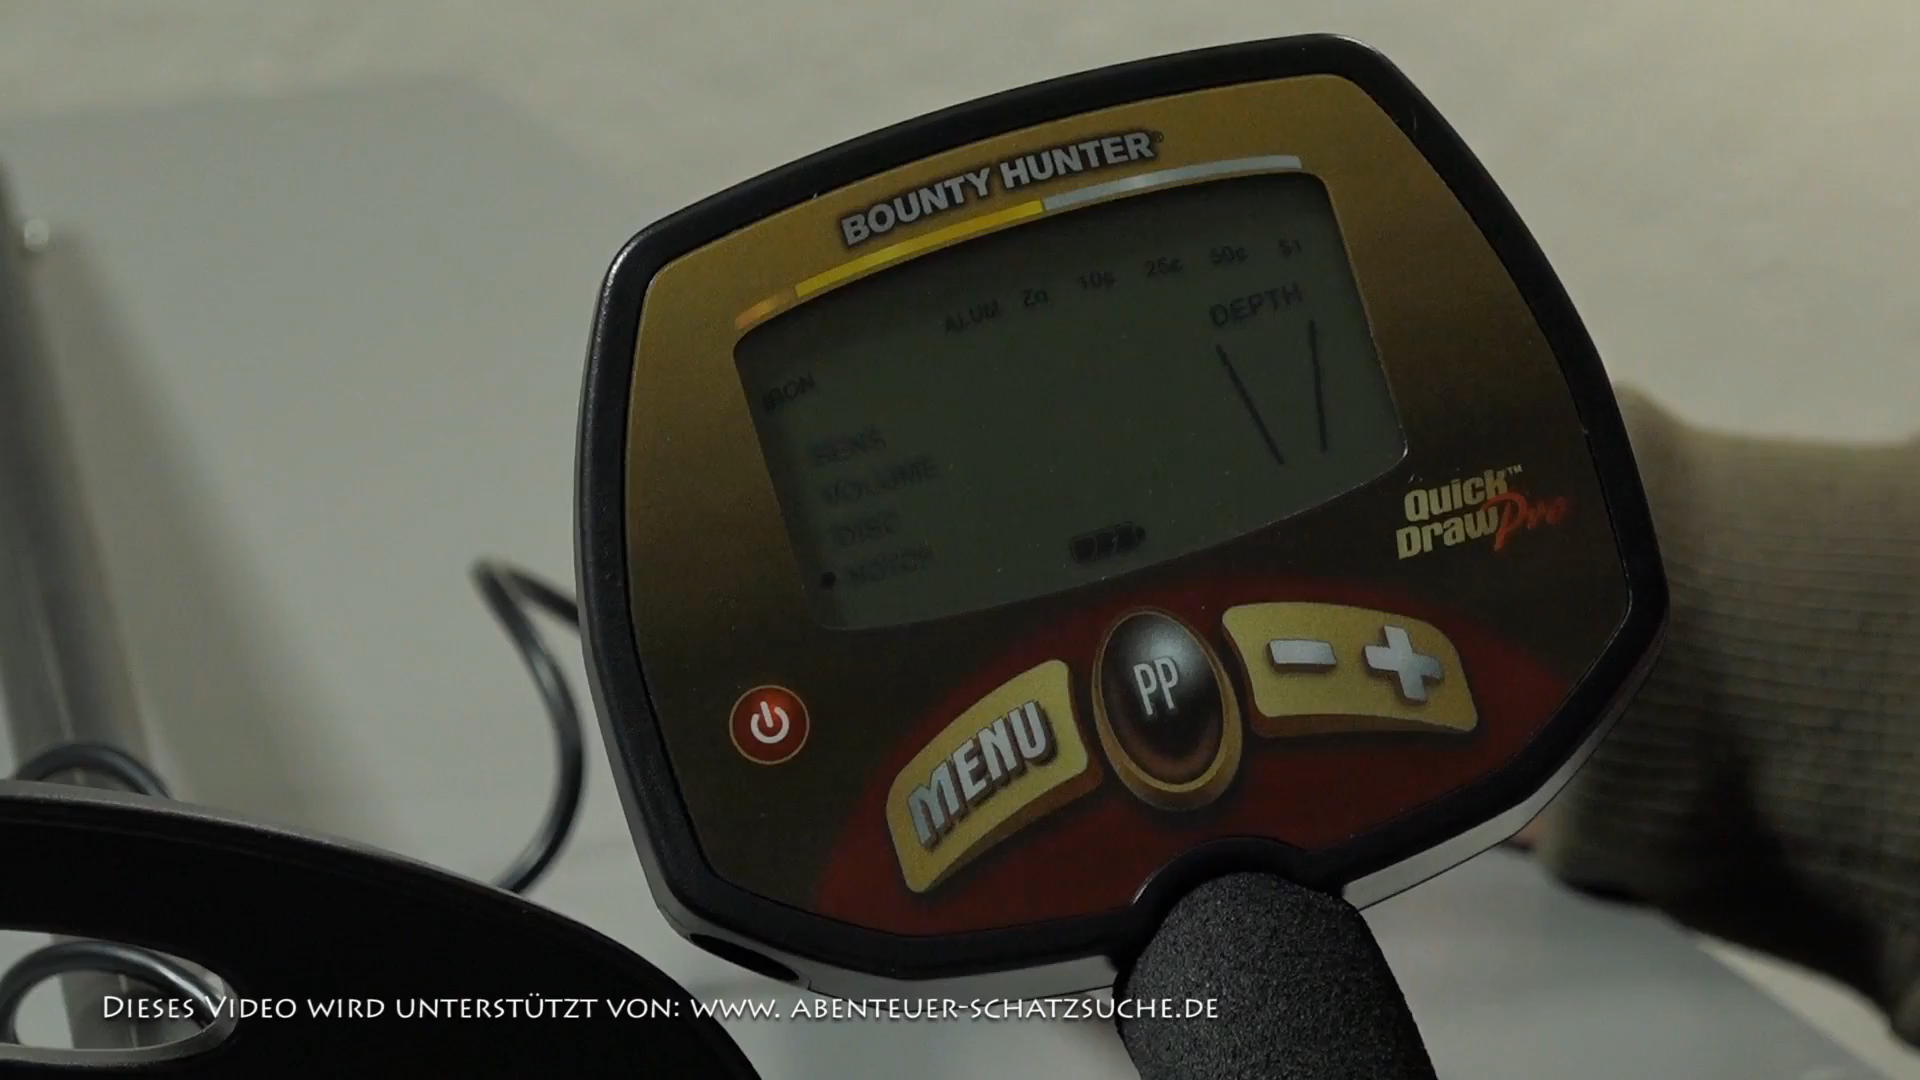 BOUNTY HUNTER®
ALUM Zn 10¢ 25¢ 50¢ $1
DEPTH
IRON
SENS
VOLUME
DISC
MOTOR
Quick™
Draw Pro
PP
MENU
- +
DIESES VIDEO WIRD UNTERSTÜTZT VON: WWW. ABENTEUER-SCHATZSUCHE.DE